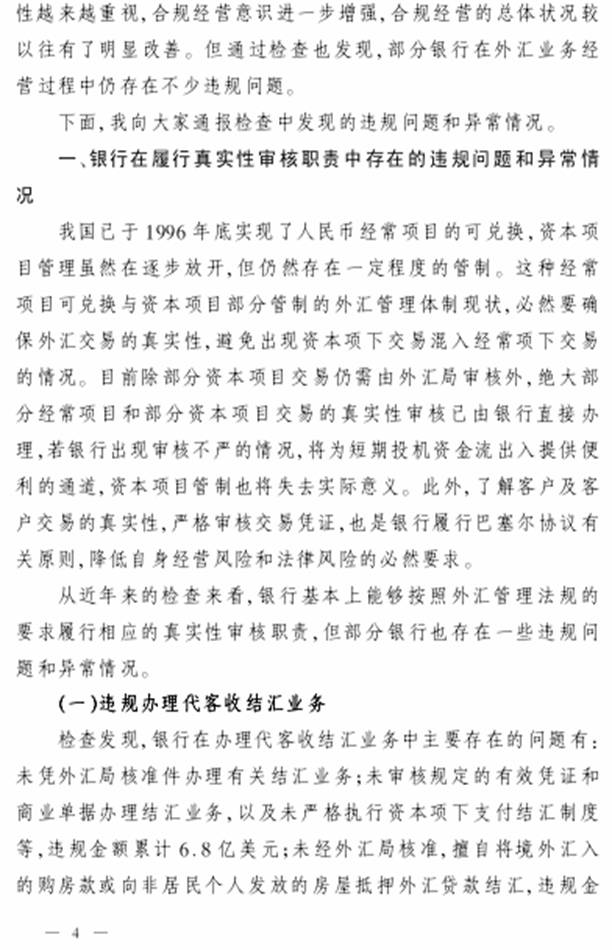 性越来越重视,合规经营意识进一步增强,合规经营的总体状况较
以往有了明显改善。但通过检查也发现,部分银行在外汇业务经
营过程中仍存在不少违规问题。
下面,我向大家通报检查中发现的违规问题和异常情况。
一、银行在履行真实性审核职责中存在的违规问题和异常情
况
我国已于 1996 年底实现了人民币经常项目的可兑换,资本项
目管理虽然在逐步放开,但仍然存在一定程度的管制。这种经常
项目可兑换与资本项目部分管制的外汇管理体制现状,必然要确
保外汇交易的真实性,避免出现资本项下交易混入经常项下交易
的情况。目前除部分资本项目交易仍需由外汇局审核外,绝大部
分经常项目和部分资本项目交易的真实性审核已由银行直接办
理,若银行出现审核不严的情况,将为短期投机资金流出入提供便
利的通道,资本项目管制也将失去实际意义。此外,了解客户及客
户交易的真实性,严格审核交易凭证,也是银行履行巴塞尔协议有
关原则,降低自身经营风险和法律风险的必然要求。
从近年来的检查来看,银行基本上能够按照外汇管理法规的
要求履行相应的真实性审核职责,但部分银行也存在一些违规问
题和异常情况。
(一)违规办理代客收结汇业务
检查发现,银行在办理代客收结汇业务中主要存在的问题有:
未凭外汇局核准件办理有关结汇业务;未审核规定的有效凭证和
商业单据办理结汇业务,以及未严格执行资本项下支付结汇制度
等,违规金额累计 6.8 亿美元;未经外汇局核准,擅自将境外汇入
的购房款或向非居民个人发放的房屋抵押外汇贷款结汇,违规金
— 4 —